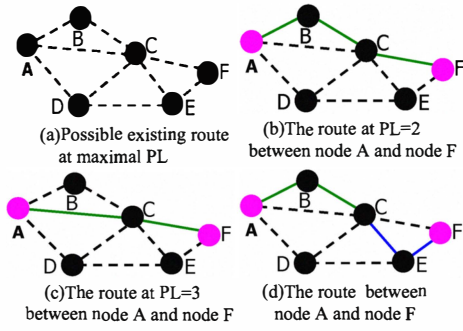 B
A
C
F
D
E
(a)Possible existing route
at maximal PL
B
A
C
F
D
E
(b)The route at PL=2
between node A and node F
B
A
C
F
D
E
(c)The route at PL=3
between node A and node F
B
A
C
F
D
E
(d)The route between
node A and node F